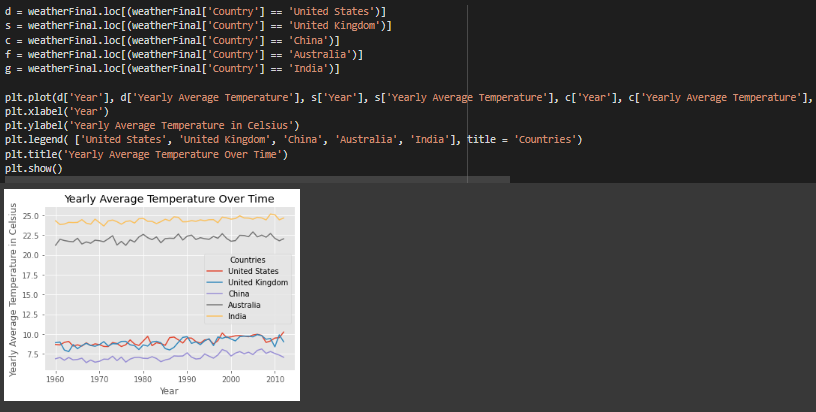 d = weatherFinal.loc[(weatherFinal['Country'] == 'United States')]
s = weatherFinal.loc[(weatherFinal['Country'] == 'United Kingdom')]
c = weatherFinal.loc[(weatherFinal['Country'] == 'China')]
f = weatherFinal.loc[(weatherFinal['Country'] == 'Australia')]
g = weatherFinal.loc[(weatherFinal['Country'] == 'India')]
plt.plot(d['Year'], d['Yearly Average Temperature'], s['Year'], s['Yearly Average Temperature'], c['Year'], c['Yearly Average Temperature'],
plt.xlabel('Year')
plt.ylabel('Yearly Average Temperature in Celsius')
plt.legend( ['United States', 'United Kingdom', 'China', 'Australia', 'India'], title = 'Countries')
plt.title('Yearly Average Temperature Over Time')
plt.show()
Yearly Average Temperature Over Time
Yearly Average Temperature in Celsius
25.0
22.5
20.0
17.5
15.0
12.5
10.0
7.5
Countries
United States
United Kingdom
China
Australia
India
1960 1970 1980 1990 2000 2010
Year